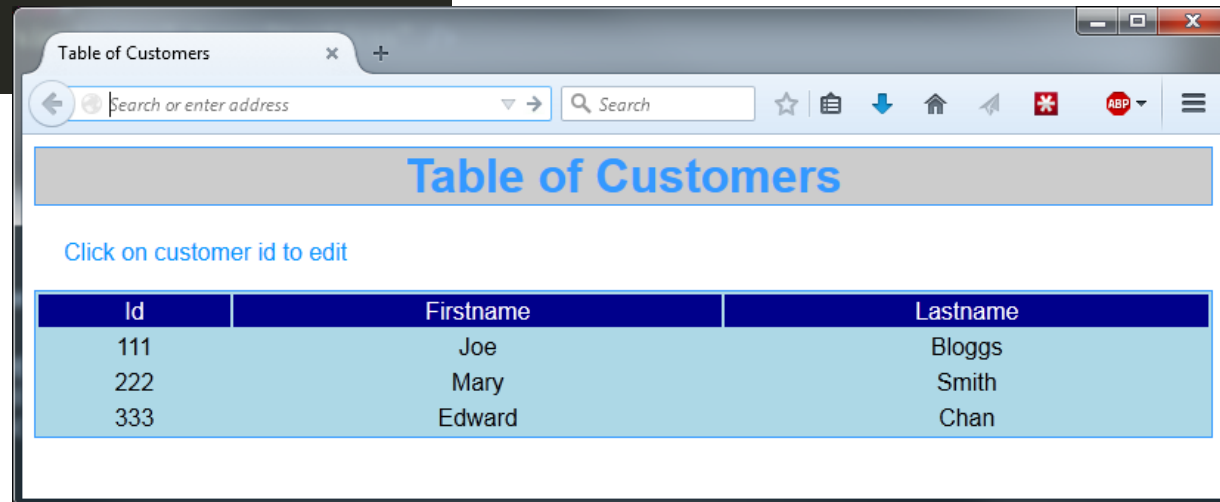 Table of Customers
Search or enter address
Search
ABP
Table of Customers
Click on customer id to edit
Id Firstname Lastname
111 Joe Bloggs
222 Mary Smith
333 Edward Chan